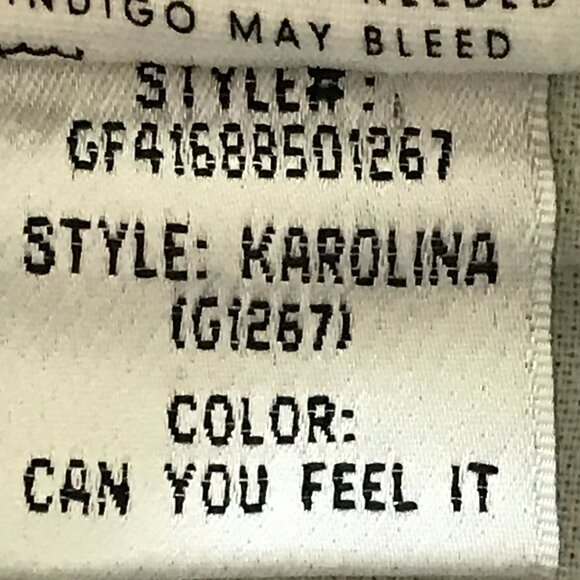 INDIGO MAY BLEED
STYLE#:
GF41688501267
STYLE: KAROLINA
(G1267)
COLOR:
CAN YOU FEEL IT